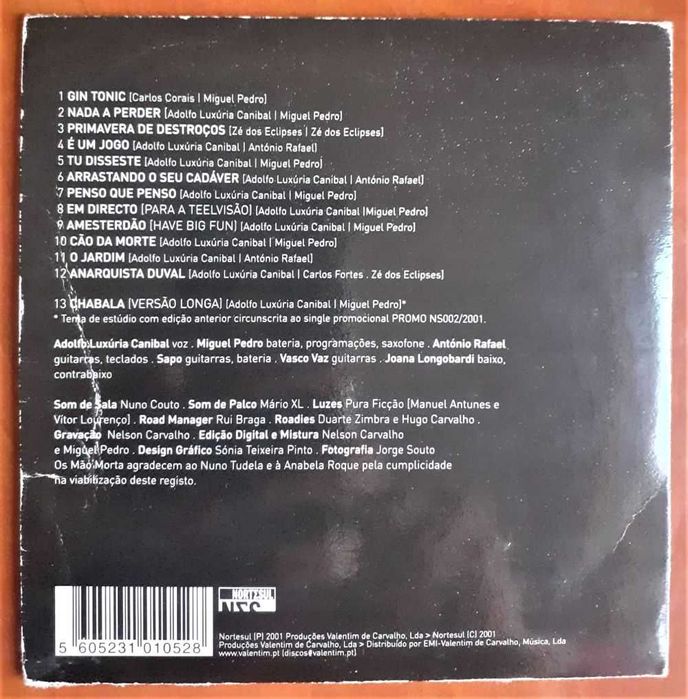 1 GIN TONIC [Carlos Corais | Miguel Pedro]
2 NADA A PERDER [Adolfo Luxúria Canibal | Miguel Pedro]
3 PRIMAVERA DE DESTROÇOS [Zé dos Eclipses | Zé dos Eclipses]
4 É UM JOGO [Adolfo Luxúria Canibal | António Rafael]
5 TU DISSESTE [Adolfo Luxúria Canibal | Miguel Pedro]
6 ARRASTANDO O SEU CADÁVER [Adolfo Luxúria Canibal | António Rafael]
7 PENSO QUE PENSO [Adolfo Luxúria Canibal | Miguel Pedro]
8 EM DIRECTO [PARA A TEELVISÃO] [Adolfo Luxúria Canibal |Miguel Pedro]
9 AMESTERDÃO [HAVE BIG FUN] [Adolfo Luxúria Canibal | Miguel Pedro]
10 CÃO DA MORTE [Adolfo Luxúria Canibal | Miguel Pedro]
11 O JARDIM [Adolfo Luxúria Canibal | António Rafael]
12 ANARQUISTA DUVAL [Adolfo Luxúria Canibal | Carlos Fortes . Zé dos Eclipses]
13 CHABALA [VERSÃO LONGA] [Adolfo Luxúria Canibal | Miguel Pedro]*
* Tema de estúdio com edição anterior circunscrita ao single promocional PROMO NS002/2001.
Adolfo Luxúria Canibal voz . Miguel Pedro bateria, programações, saxofone . António Rafael
guitarras, teclados . Sapo guitarras, bateria . Vasco Vaz guitarras . Joana Longobardi baixo,
contrabaixo
Som de Sala Nuno Couto . Som de Palco Mário XL . Luzes Pura Ficção [Manuel Antunes e
Vitor Lourenço] . Road Manager Rui Braga . Roadies Duarte Zimbra e Hugo Carvalho .
Gravação Nelson Carvalho . Edição Digital e Mistura Nelson Carvalho
e Miguel Pedro . Design Gráfico Sónia Teixeira Pinto . Fotografia Jorge Souto
Os Mão Morta agradecem ao Nuno Tudela e à Anabela Roque pela cumplicidade
na viabilização deste registo.
NORTESUL
5 605231 010528
Nortesul [P] 2001 Produções Valentim de Carvalho, Lda > Nortesul [C] 2001
Produções Valentim de Carvalho, Lda > Distribuído por EMI-Valentim de Carvalho, Música, Lda
www.valentim.pt [discos@valentim.pt]